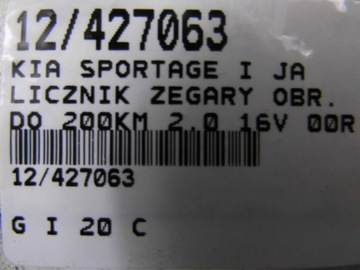 12/427063
KIA SPORTAGE I JA
LICZNIK ZEGARY OBR.
DO 200KM 2.0 16V 00R
12/427063
G I 20 C